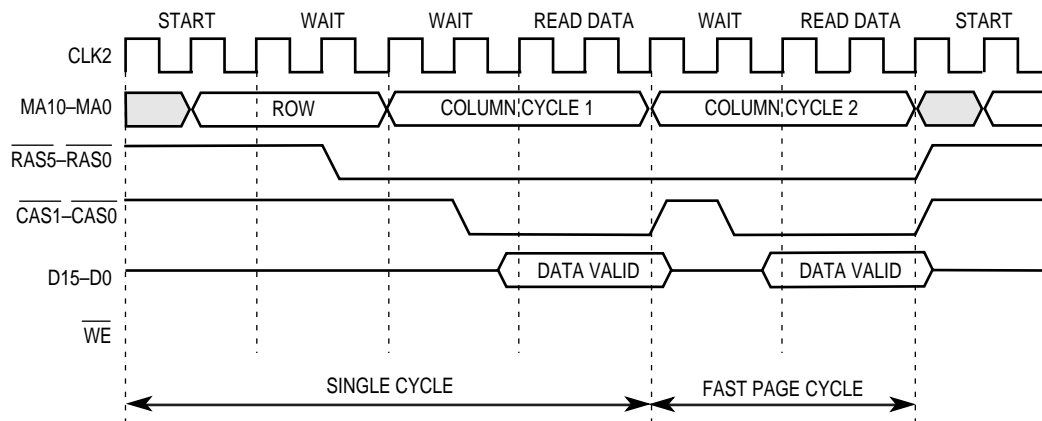 START WAIT WAIT READ DATA WAIT READ DATA START
CLK2
MA10–MA0 ROW COLUMN CYCLE 1 COLUMN CYCLE 2
RAS5–RAS0
CAS1–CAS0
D15–D0 DATA VALID DATA VALID
WE
SINGLE CYCLE FAST PAGE CYCLE